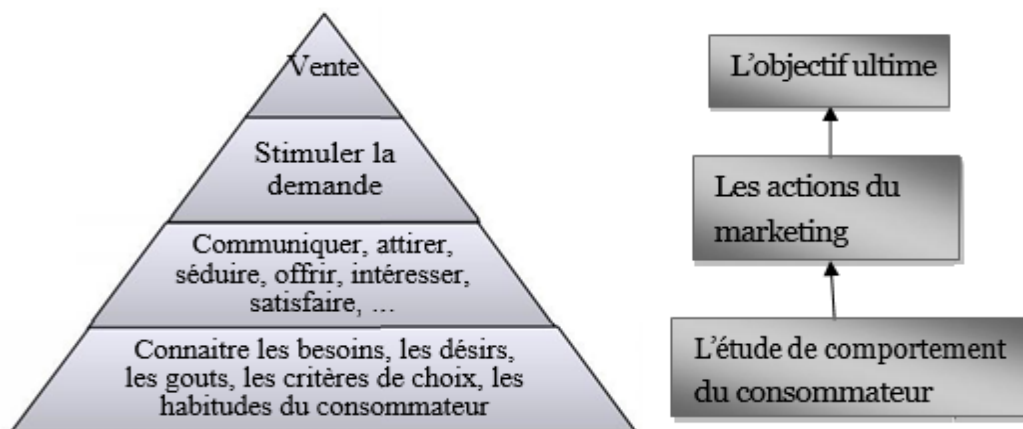 Vente
Stimuler la
demande
Communiquer, attirer,
séduire, offrir, intéresser,
satisfaire, ...
Connaitre les besoins, les désirs,
les gouts, les critères de choix, les
habitudes du consommateur
L'objectif ultime
Les actions du
marketing
L'étude de comportement
du consommateur